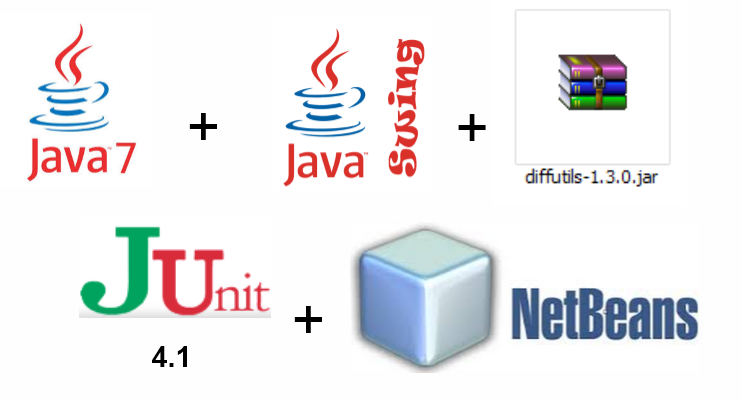 Java 7
+
Java Swing
+
diffutils-1.3.0.jar
JUnit
4.1
+
NetBeans